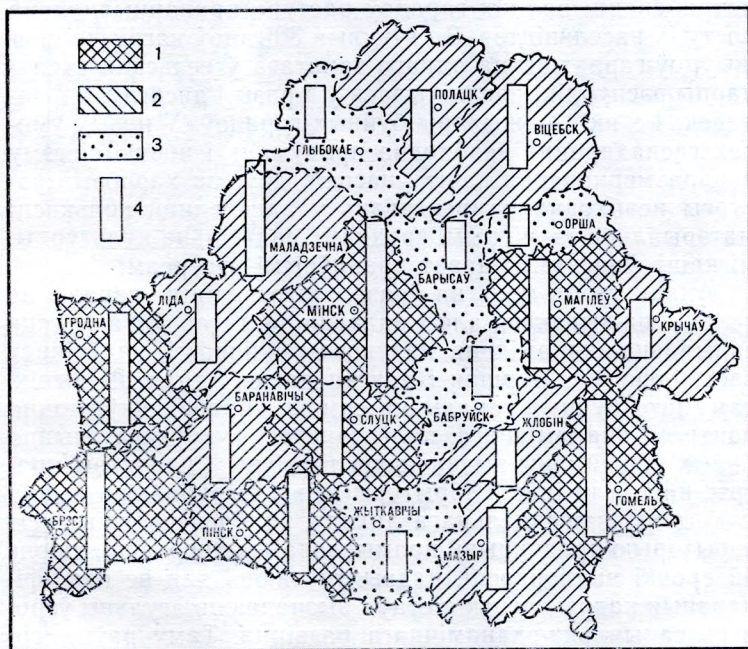 1
2
3
4
ПОЛАЦК
ВІЦЕБСК
ГЛЫБОКАЕ
ОРША
МАЛАДЗЕЧНА
БАРЫСАЎ
ЛІДА
МІНСК
МАГІЛЕЎ
КРЫЧАЎ
ГРОДНА
БАРАНАВІЧЫ
СЛУЦК
БАБРУЙСК
ЖЛОБІН
ГОМЕЛЬ
БРЭСТ
ПІНСК
ЖЫТКАВІЧЫ
МАЗЫР